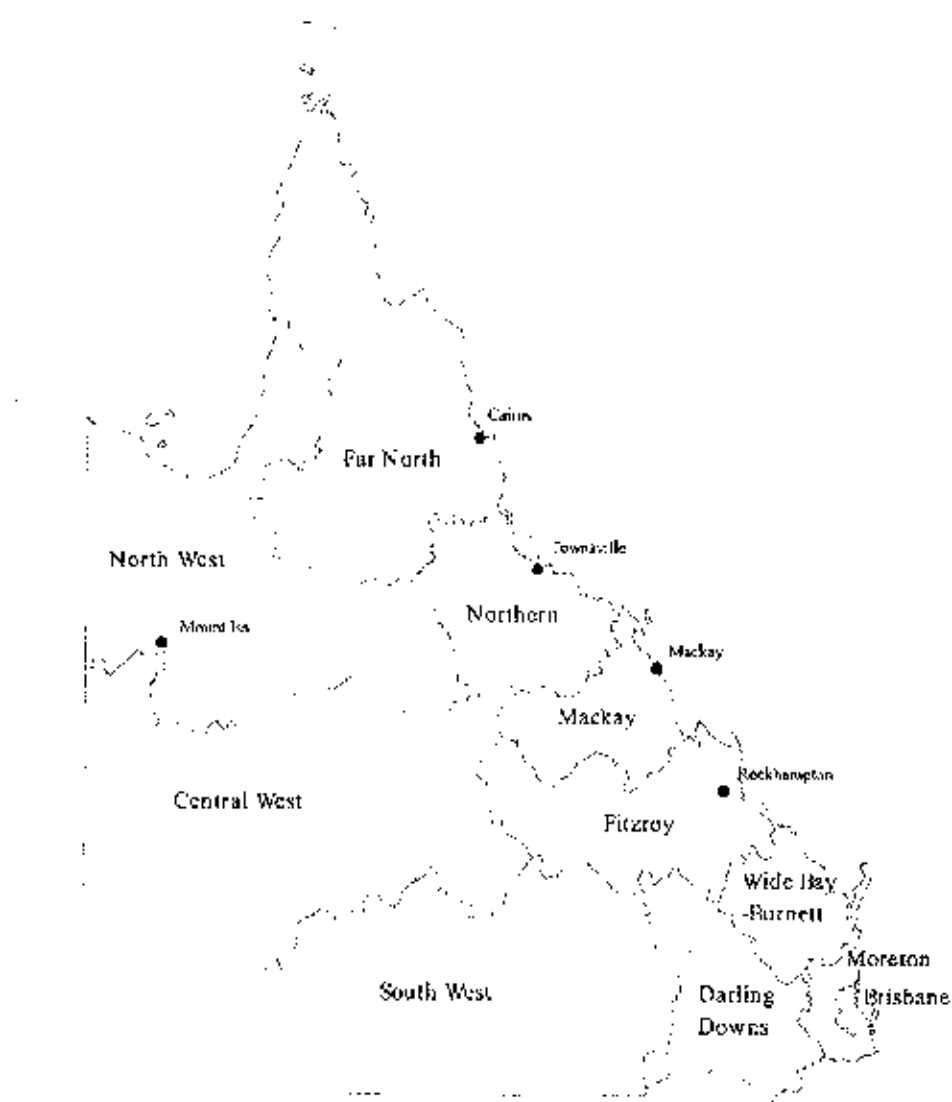 Cairns
Far North
North West
Townsville
Northern
Mount Isa
Mackay
Mackay
Rockhampton
Central West
Fitzroy
Wide Bay
-Burnett
Moreton
South West
Darling
Downs
Brisbane